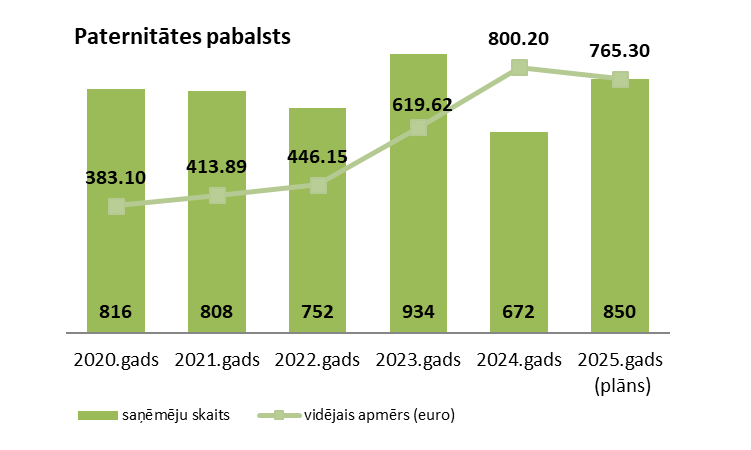 Paternitātes pabalsts
800.20
765.30
619.62
446.15
413.89
383.10
816 808 752 934 672 850
2020.gads 2021.gads 2022.gads 2023.gads 2024.gads 2025.gads
(plāns)
saņēmēju skaits vidējais apmērs (euro)